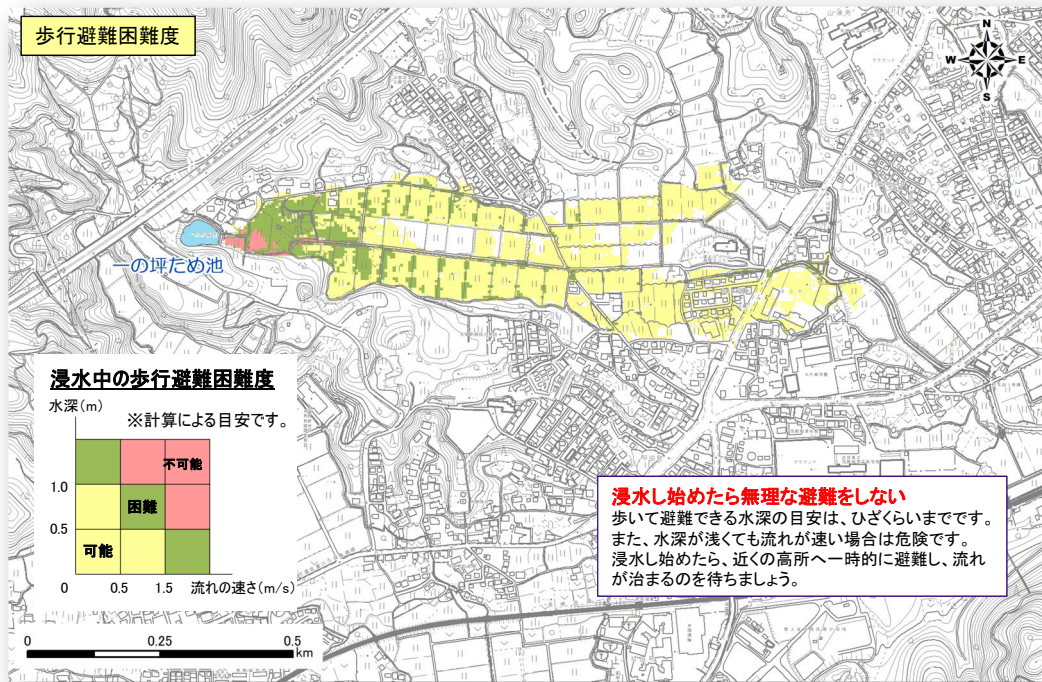 歩行避難困難度
N
W
E
S
一の坪ため池
浸水中の歩行避難困難度
水深(m)
※計算による目安です。
不可能
1.0
困難
0.5
可能
0
0.5
1.5
流れの速さ(m/s)
浸水し始めたら無理な避難をしない
歩いて避難できる水深の目安は、ひざくらいまでです。
また、水深が浅くても流れが速い場合は危険です。
浸水し始めたら、近くの高所へ一時的に避難し、流れ
が治まるのを待ちましょう。
0
0.25
0.5
km